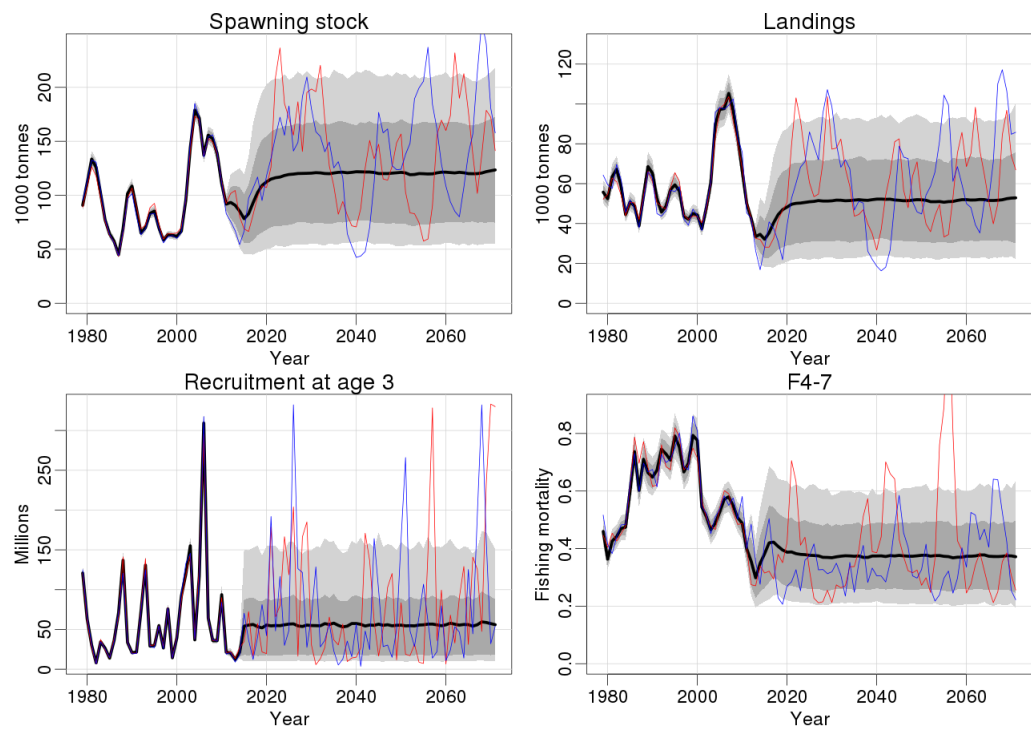 Spawning stock
1000 tonnes
0 50 100 150 200
1980 2000 2020 2040 2060
Year
Landings
1000 tonnes
0 20 40 60 80 100 120
1980 2000 2020 2040 2060
Year
Recruitment at age 3
Millions
0 50 150 250
1980 2000 2020 2040 2060
Year
F4-7
Fishing mortality
0.0 0.2 0.4 0.6 0.8
1980 2000 2020 2040 2060
Year